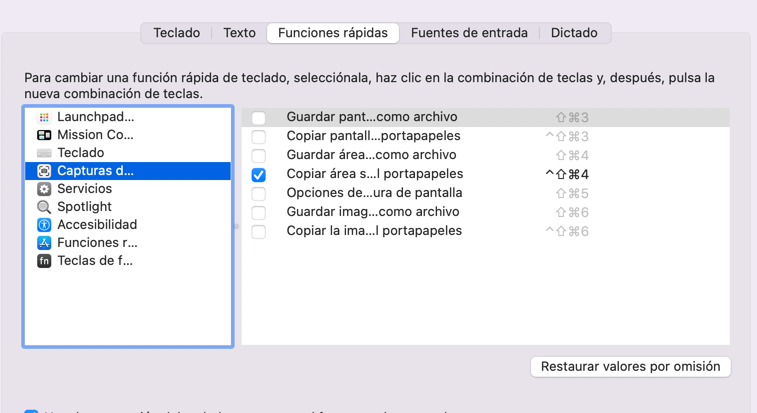 Teclado Texto Funciones rápidas Fuentes de entrada Dictado
Para cambiar una función rápida de teclado, selecciónala, haz clic en la combinación de teclas y, después, pulsa la
nueva combinación de teclas.
Launchpad...
Mission Co...
Teclado
Capturas d...
Servicios
Spotlight
Accesibilidad
Funciones r...
fn Teclas de f...
Guardar pant...como archivo ⇧⌘3
Copiar pantall...portapapeles ^⇧⌘3
Guardar área...como archivo ⇧⌘4
Copiar área s...l portapapeles ^⇧⌘4
Opciones de...ura de pantalla ⇧⌘5
Guardar imag...como archivo ⇧⌘6
Copiar la ima...l portapapeles ^⇧⌘6
Restaurar valores por omisión